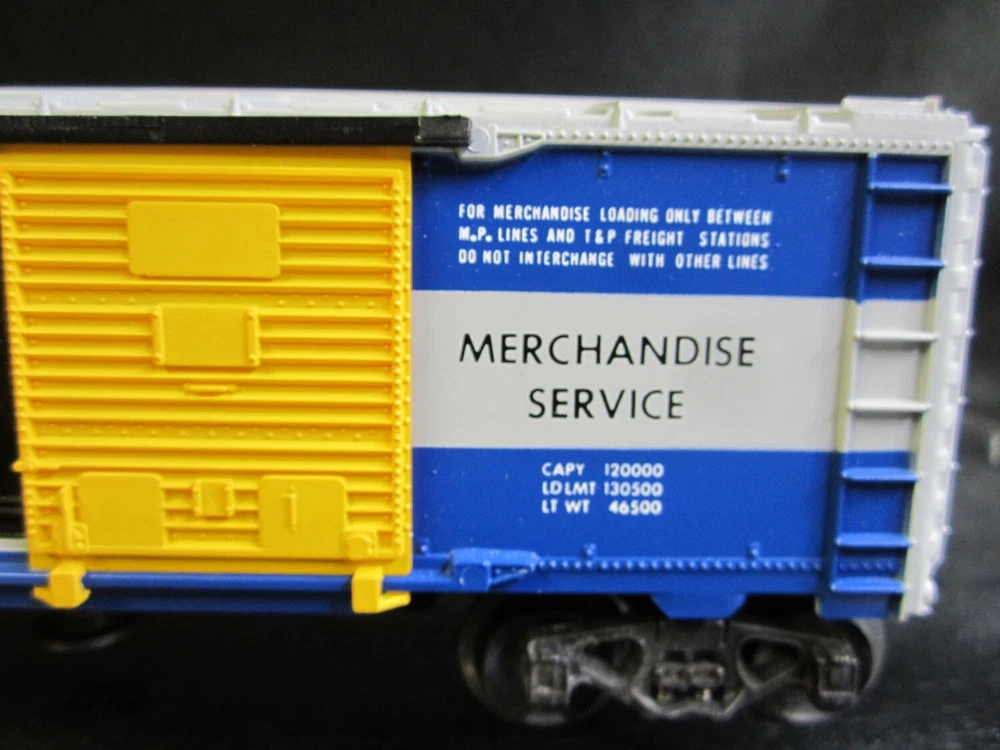 FOR MERCHANDISE LOADING ONLY BETWEEN
M.P. LINES AND T&P FREIGHT STATIONS
DO NOT INTERCHANGE WITH OTHER LINES
MERCHANDISE
SERVICE
CAPY 120000
LD LMT 130500
LT WT 46500